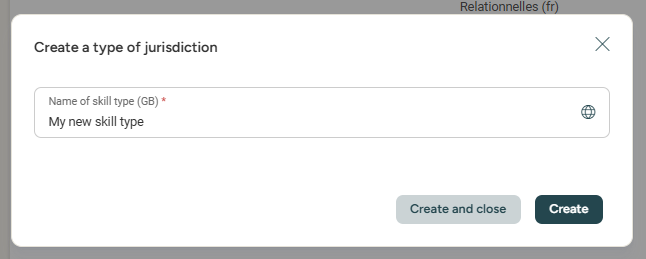 Relationnelles (fr)
Create a type of jurisdiction
Name of skill type (GB) *
My new skill type
Create and close
Create